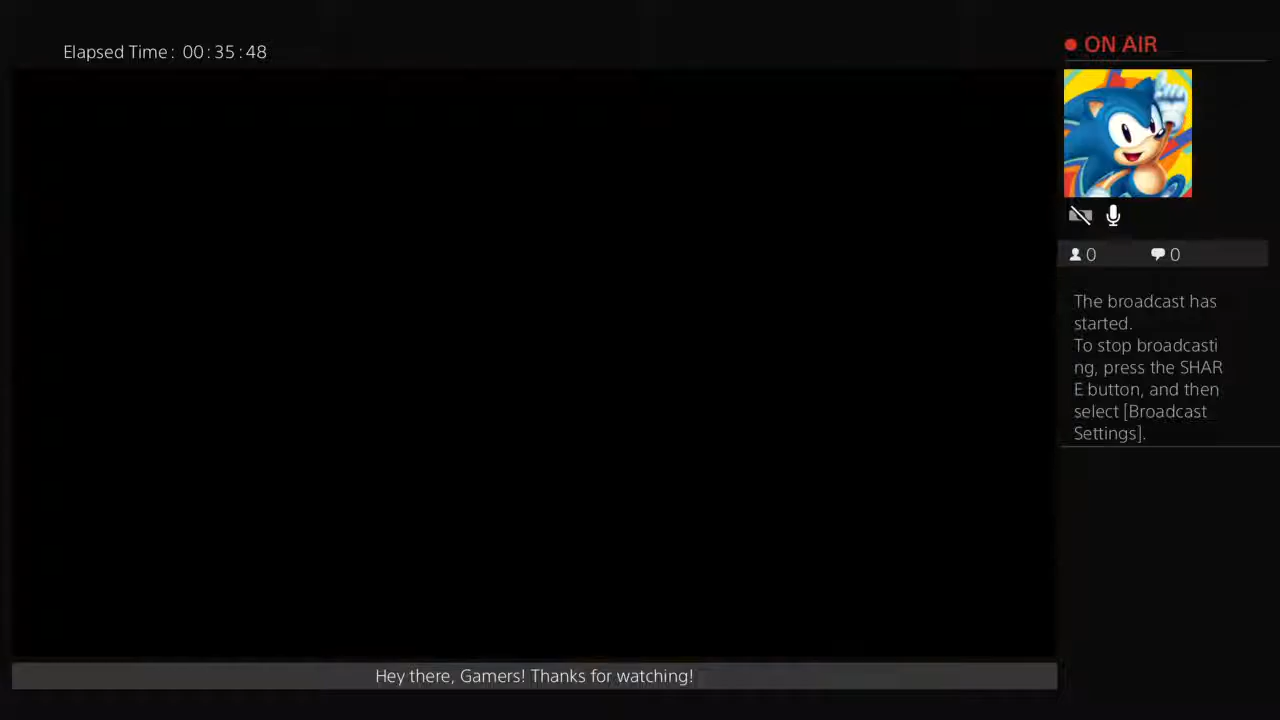 Elapsed Time: 00:35:48
ON AIR
0 0
The broadcast has
started.
To stop broadcasti
ng, press the SHAR
E button, and then
select [Broadcast
Settings].
Hey there, Gamers! Thanks for watching!